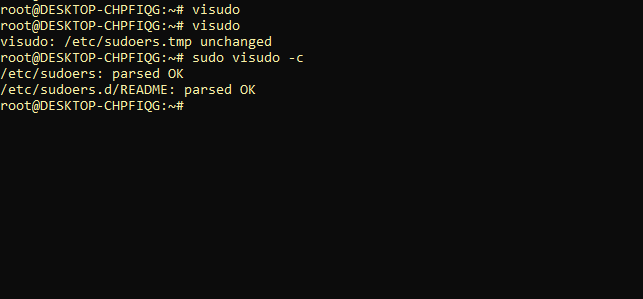 root@DESKTOP-CHPFIQG:~# visudo
root@DESKTOP-CHPFIQG:~# visudo
visudo: /etc/sudoers.tmp unchanged
root@DESKTOP-CHPFIQG:~# sudo visudo -c
/etc/sudoers: parsed OK
/etc/sudoers.d/README: parsed OK
root@DESKTOP-CHPFIQG:~#